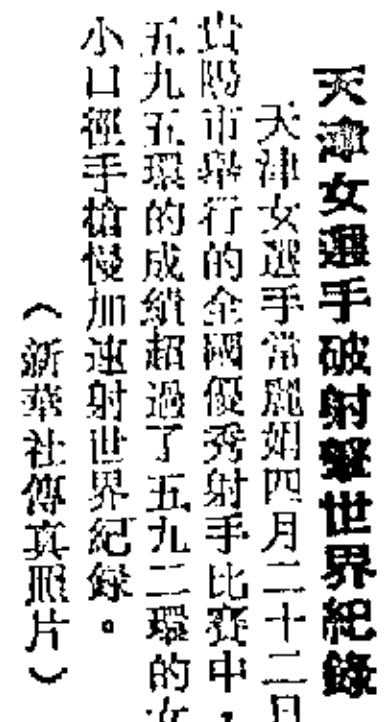 天津女選手破射擊世界紀錄
天津女選手常麗娟四月二十二日
貴陽市舉行的全國優秀射手比賽中，
五九五環的成績超過了五九二環的女
小口徑手槍慢加速射世界紀錄。
（新華社傳真照片）